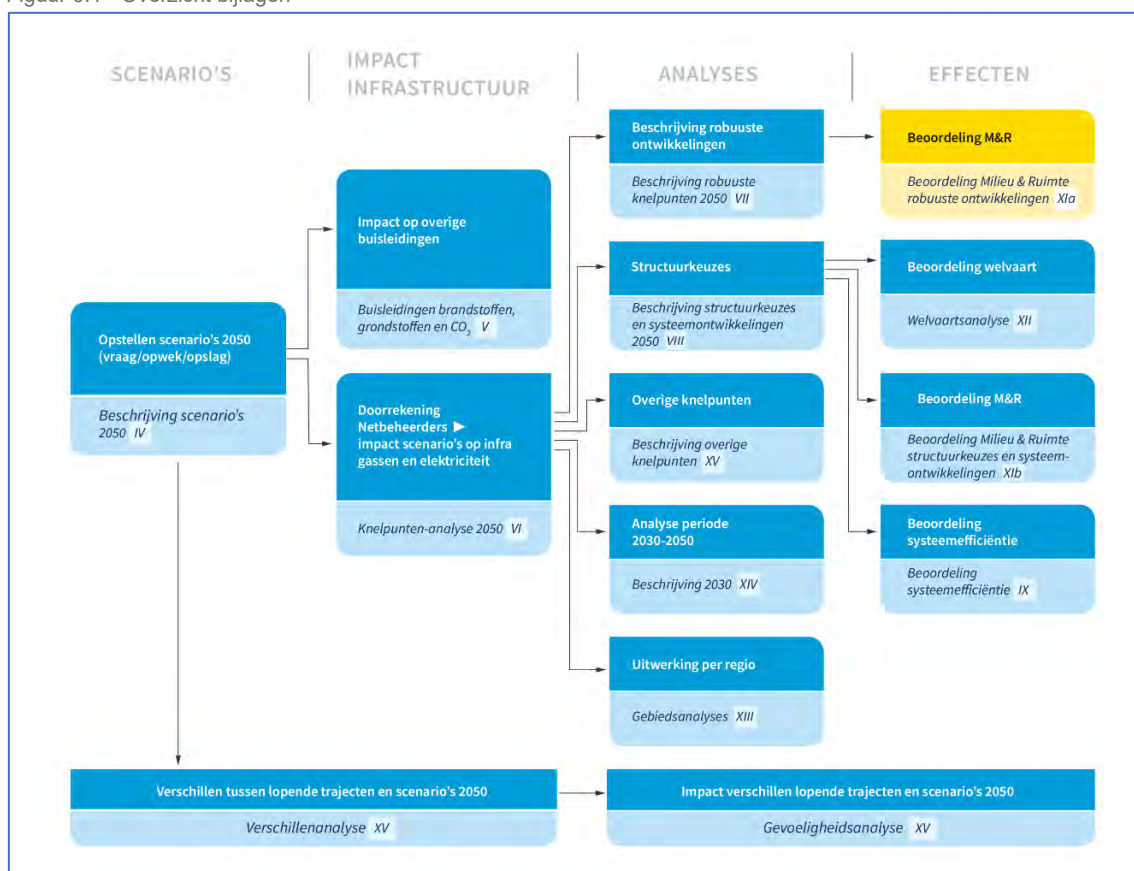 SCENARIO'S
IMPACT
INFRASTRUCTUUR
ANALYSES
EFFECTEN
Opstellen scenario's 2050
(vraag/opwek/opslag)
Beschrijving scenario's
2050 IV
Impact op overige
buisleidingen
Buisleidingen brandstoffen,
grondstoffen en CO₂ V
Doorrekening
Netbeheerders ►
impact scenario's op infra
gassen en elektriciteit
Knelpunten-analyse 2050 VI
Beschrijving robuuste
ontwikkelingen
Beschrijving robuuste
knelpunten 2050 VII
Structuurkeuzes
Beschrijving structuurkeuzes
en systeemontwikkelingen
2050 VIII
Overige knelpunten
Beschrijving overige
knelpunten XV
Analyse periode
2030-2050
Beschrijving 2030 XIV
Uitwerking per regio
Gebiedsanalyses XIII
Beoordeling M&R
Beoordeling Milieu & Ruimte
robuuste ontwikkelingen XIa
Beoordeling welvaart
Welvaartsanalyse XII
Beoordeling M&R
Beoordeling Milieu & Ruimte
structuurkeuzes en systeem-
ontwikkelingen XIb
Beoordeling
systeemefficiëntie
Beoordeling
systeemefficiëntie IX
Verschillen tussen lopende trajecten en scenario's 2050
Verschillenanalyse XV
Impact verschillen lopende trajecten en scenario's 2050
Gevoeligheidsanalyse XV